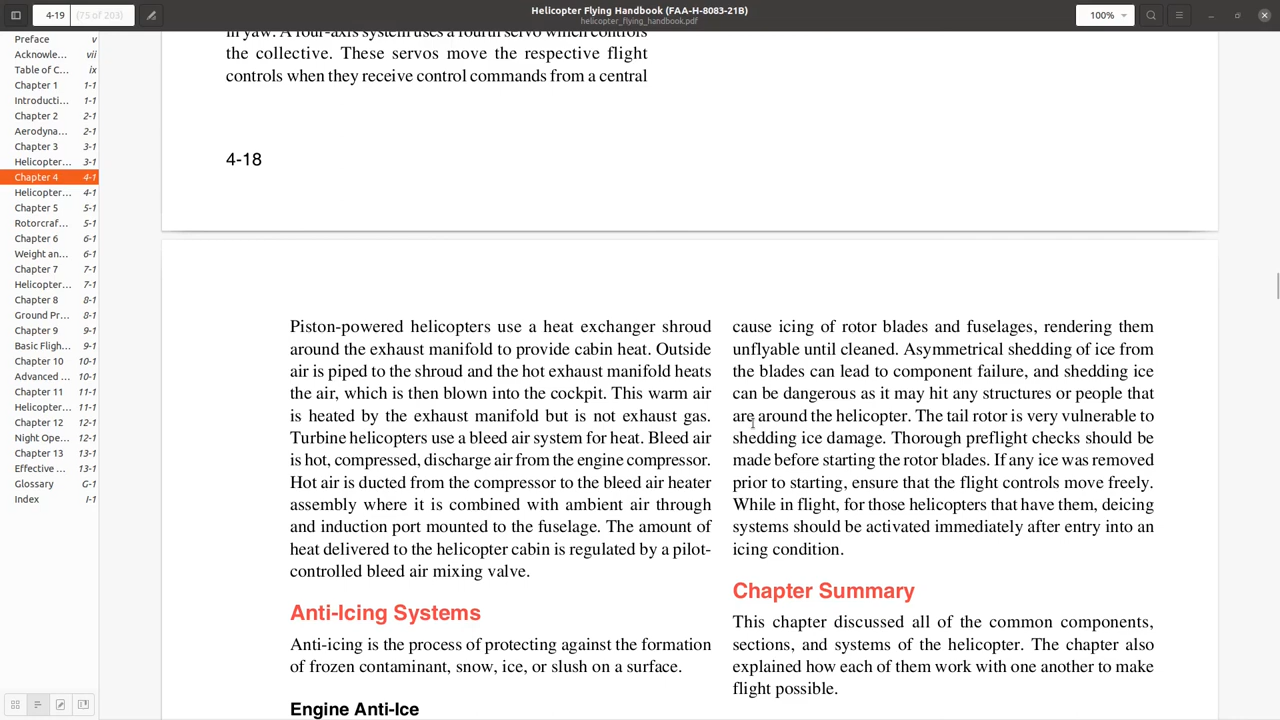 4-19 (75 of 203)
Helicopter Flying Handbook (FAA-H-8083-21B)
helicopter_flying_handbook.pdf
100%
Preface v
Acknowle... vii
Table of C... ix
Chapter 1 1-1
Introducti... 1-1
Chapter 2 2-1
Aerodyna... 2-1
Chapter 3 3-1
Helicopter... 3-1
Chapter 4 4-1
Helicopter... 4-1
Chapter 5 5-1
Rotorcraf... 5-1
Chapter 6 6-1
Weight an... 6-1
Chapter 7 7-1
Helicopter... 7-1
Chapter 8 8-1
Ground Pr... 8-1
Chapter 9 9-1
Basic Fligh... 9-1
Chapter 10 10-1
Advanced ... 10-1
Chapter 11 11-1
Helicopter... 11-1
Chapter 12 12-1
Night Ope... 12-1
Chapter 13 13-1
Effective ... 13-1
Glossary G-1
Index I-1
in yaw. A four-axis system uses a fourth servo which controls
the collective. These servos move the respective flight
controls when they receive control commands from a central
4-18
Piston-powered helicopters use a heat exchanger shroud
around the exhaust manifold to provide cabin heat. Outside
air is piped to the shroud and the hot exhaust manifold heats
the air, which is then blown into the cockpit. This warm air
is heated by the exhaust manifold but is not exhaust gas.
Turbine helicopters use a bleed air system for heat. Bleed air
is hot, compressed, discharge air from the engine compressor.
Hot air is ducted from the compressor to the bleed air heater
assembly where it is combined with ambient air through
and induction port mounted to the fuselage. The amount of
heat delivered to the helicopter cabin is regulated by a pilot-
controlled bleed air mixing valve.
Anti-Icing Systems
Anti-icing is the process of protecting against the formation
of frozen contaminant, snow, ice, or slush on a surface.
Engine Anti-Ice
cause icing of rotor blades and fuselages, rendering them
unflyable until cleaned. Asymmetrical shedding of ice from
the blades can lead to component failure, and shedding ice
can be dangerous as it may hit any structures or people that
are around the helicopter. The tail rotor is very vulnerable to
shedding ice damage. Thorough preflight checks should be
made before starting the rotor blades. If any ice was removed
prior to starting, ensure that the flight controls move freely.
While in flight, for those helicopters that have them, deicing
systems should be activated immediately after entry into an
icing condition.
Chapter Summary
This chapter discussed all of the common components,
sections, and systems of the helicopter. The chapter also
explained how each of them work with one another to make
flight possible.